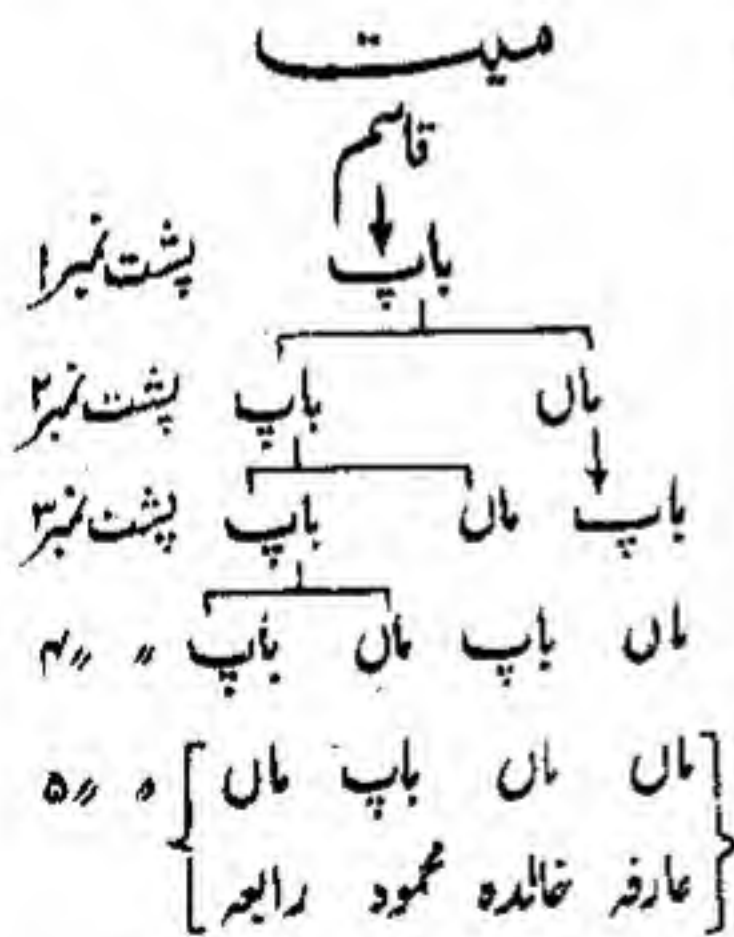 میت
قاسم
باپ پشت نمبر۱
ماں باپ پشت نمبر۲
باپ ماں باپ پشت نمبر۳
ماں باپ ماں باپ 〃 〃۴
ماں ماں باپ ماں 〃 〃۵
عارفہ خالدہ محمود رابعہ